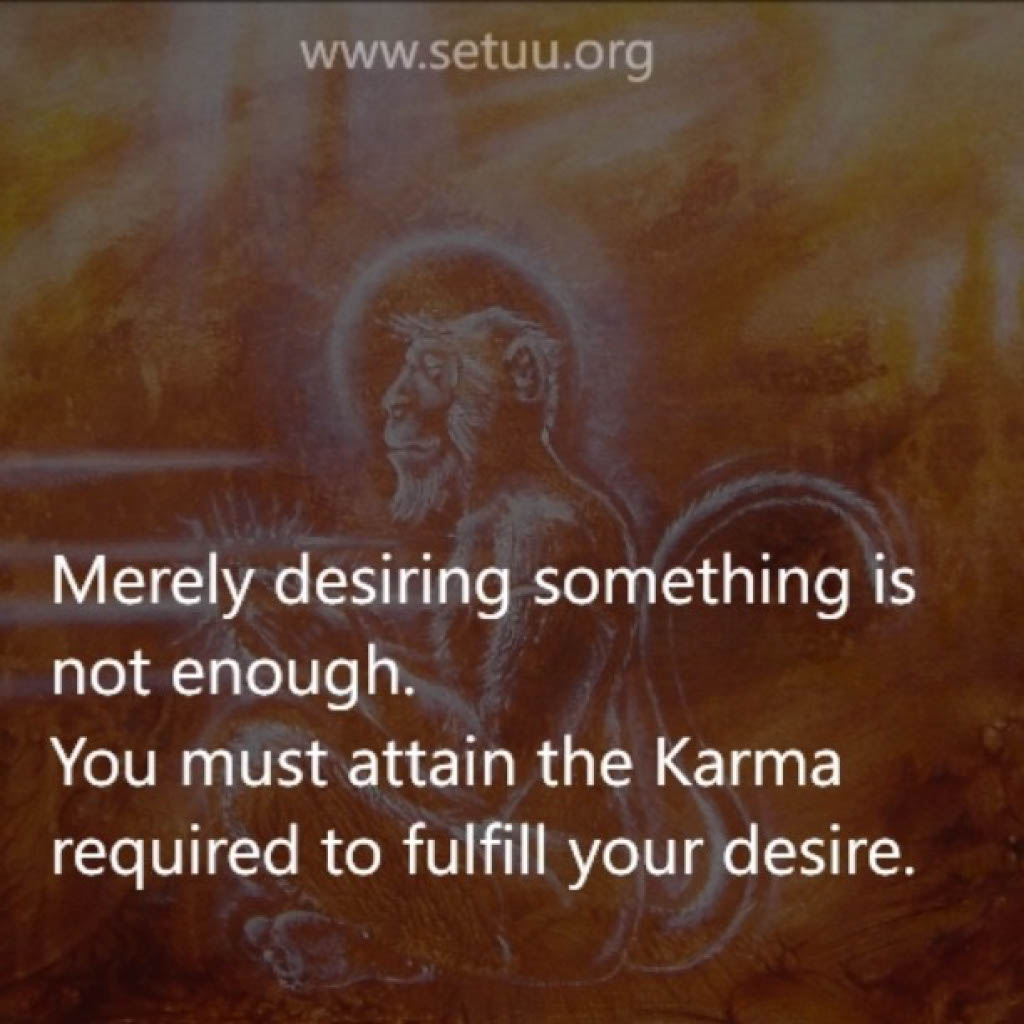 www.setuu.org
Merely desiring something is
not enough.
You must attain the Karma
required to fulfill your desire.